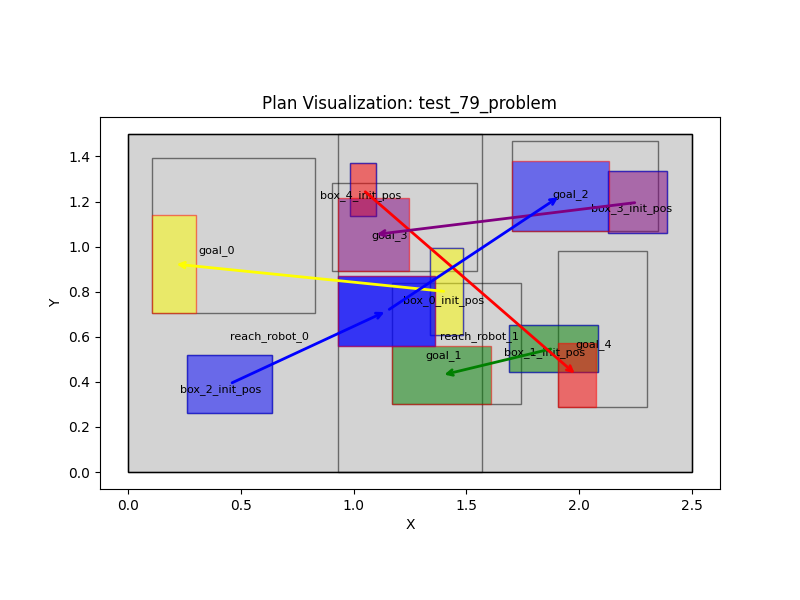 Plan Visualization: test_79_problem
1.4
1.2
1.0
0.8
0.6
0.4
0.2
0.0
Y
box_4_init_pos
goal_2
box_3_init_pos
goal_3
goal_0
box_0_init_pos
reach_robot_0
reach_robot_1
goal_4
goal_1
box_1_init_pos
box_2_init_pos
0.0
0.5
1.0
1.5
2.0
2.5
X